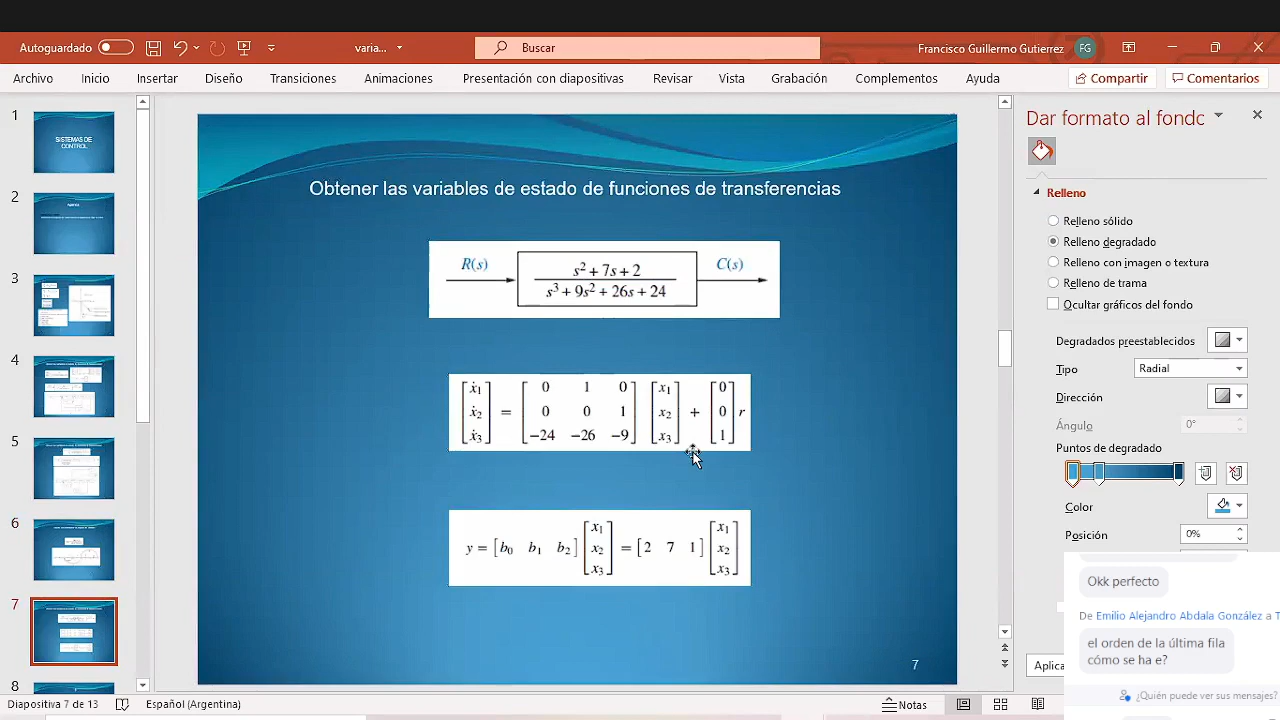 Autoguardado
varia...
Buscar
Francisco Guillermo Gutierrez
FG
Archivo Inicio Insertar Diseño Transiciones Animaciones Presentación con diapositivas Revisar Vista Grabación Complementos Ayuda
Compartir
Comentarios
1
SISTEMAS DE
CONTROL
2
3
4
5
6
7
8
Obtener las variables de estado de funciones de transferencias
R(s)
s² + 7s + 2
s³ + 9s² + 26s + 24
C(s)
ẋ₁ 0 1 0 x₁ 0
ẋ₂ = 0 0 1 x₂ + 0 r
ẋ₃ −24 −26 −9 x₃ 1
x₁ x₁
y = [b₀ b₁ b₂] x₂ = [2 7 1] x₂
x₃ x₃
7
Dar formato al fondo
Relleno
Relleno sólido
Relleno degradado
Relleno con imagen o textura
Relleno de trama
Ocultar gráficos del fondo
Degradados preestablecidos
Tipo Radial
Dirección
Ángulo 0°
Puntos de degradado
Color
Posición 0%
Aplica
Okk perfecto
De Emilio Alejandro Abdala González a T
el orden de la última fila
cómo se ha e?
¿Quién puede ver sus mensajes?
Diapositiva 7 de 13
Español (Argentina)
Notas